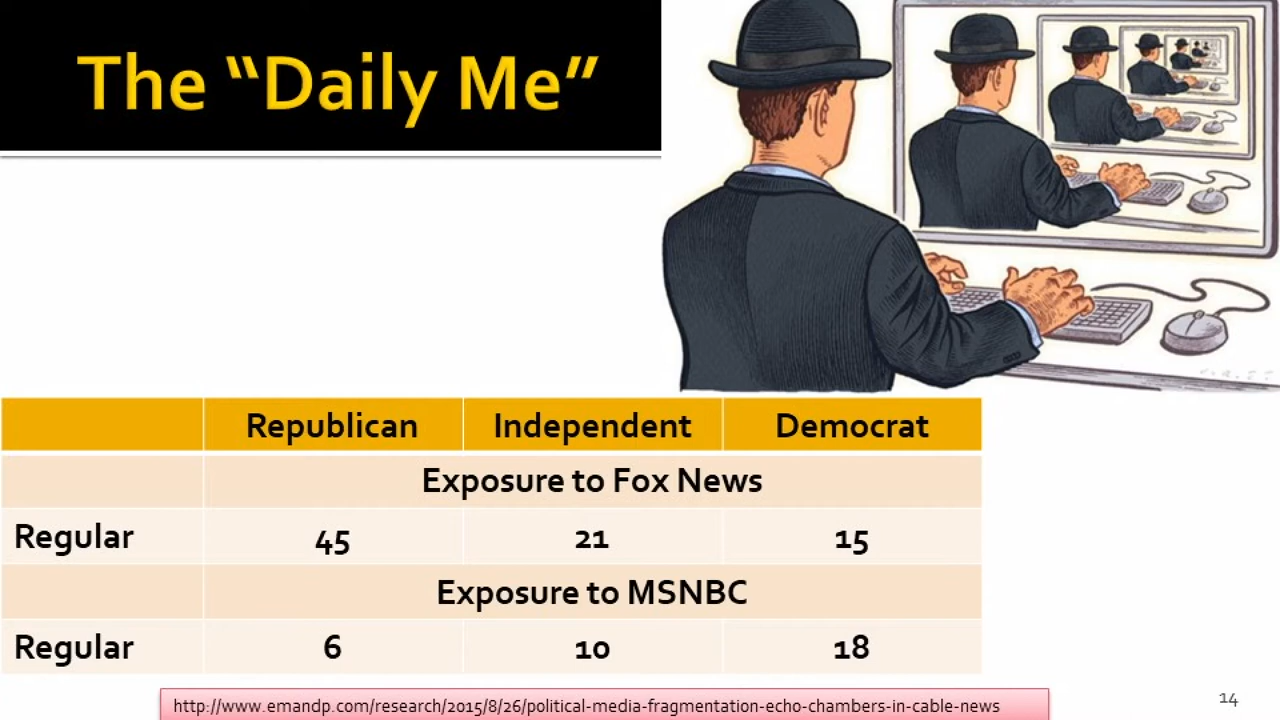 The “Daily Me”
Republican Independent Democrat
Exposure to Fox News
Regular 45 21 15
Exposure to MSNBC
Regular 6 10 18
http://www.emandp.com/research/2015/8/26/political-media-fragmentation-echo-chambers-in-cable-news
14